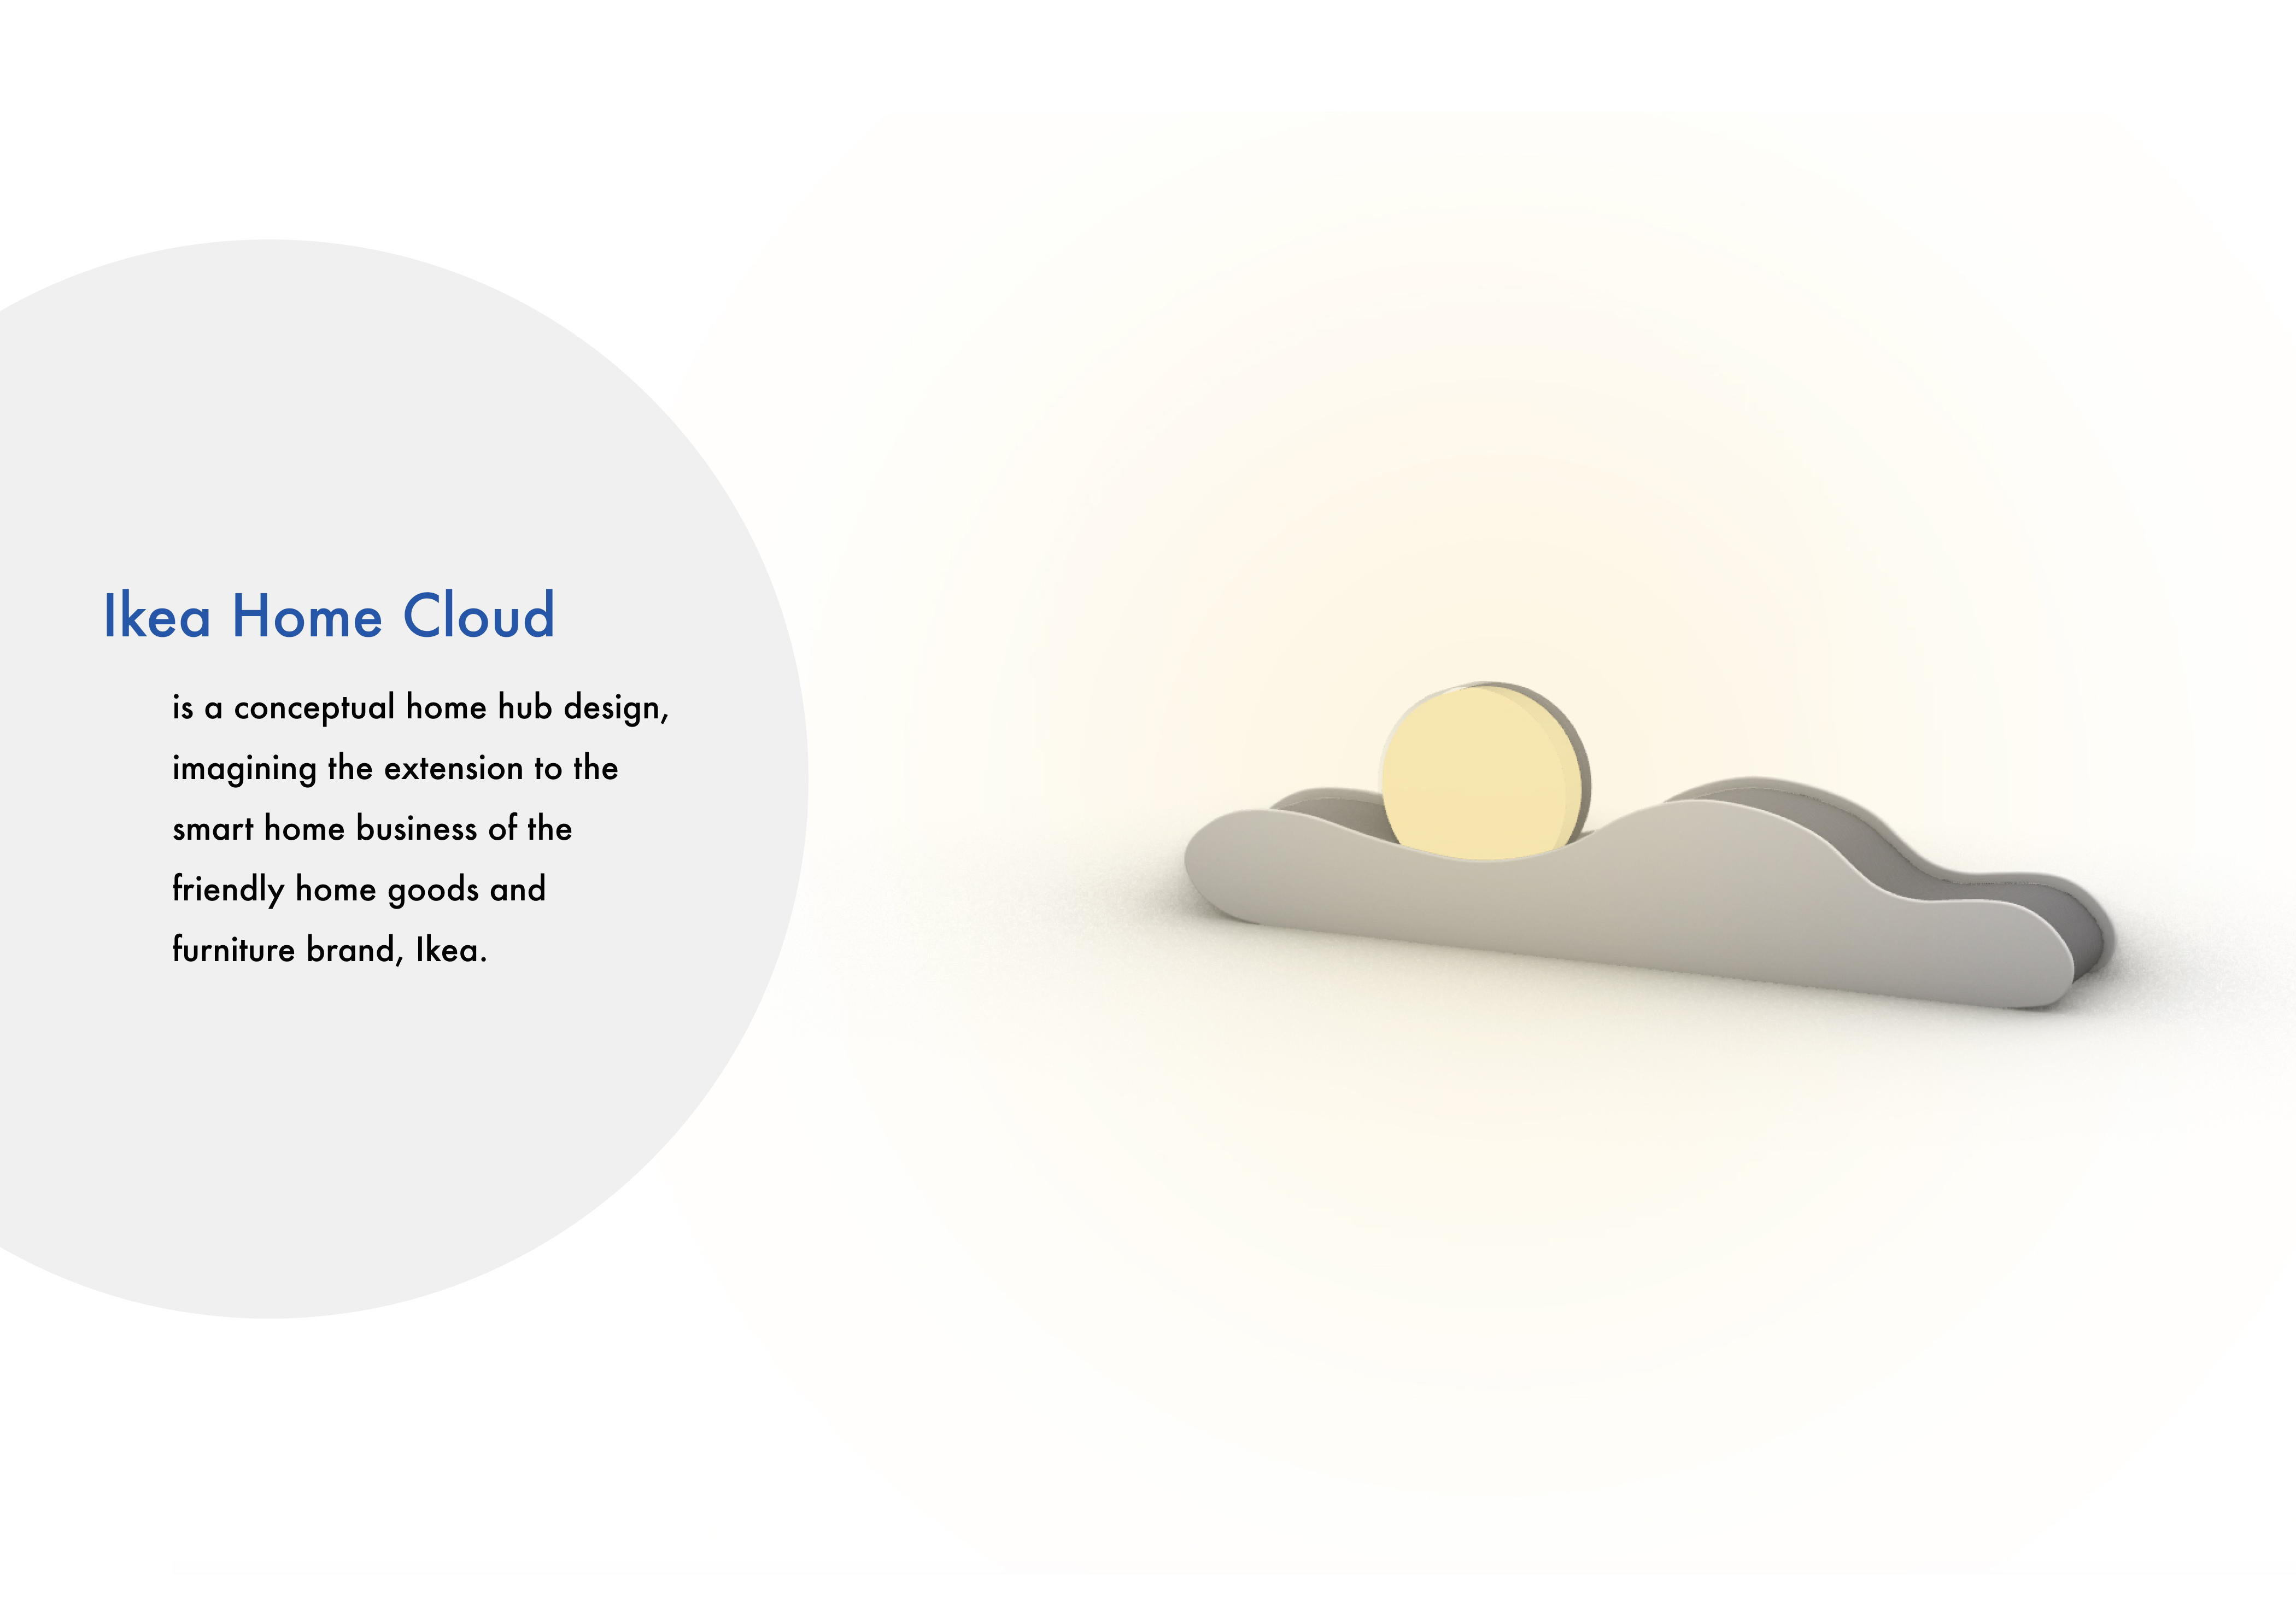 Ikea Home Cloud
is a conceptual home hub design,
imagining the extension to the
smart home business of the
friendly home goods and
furniture brand, Ikea.